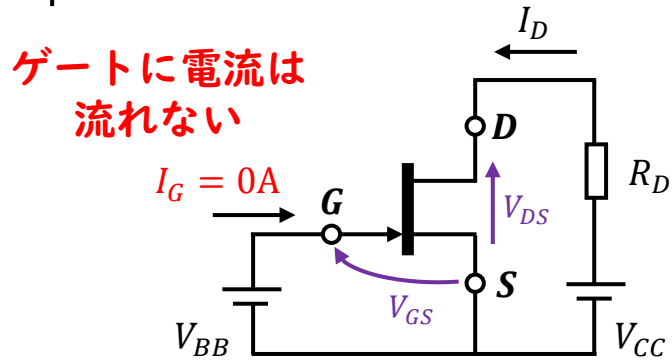 I_D
ゲートに電流は
流れない
D
R_D
I_G = 0A
G
V_DS
S
V_GS
V_BB
V_CC